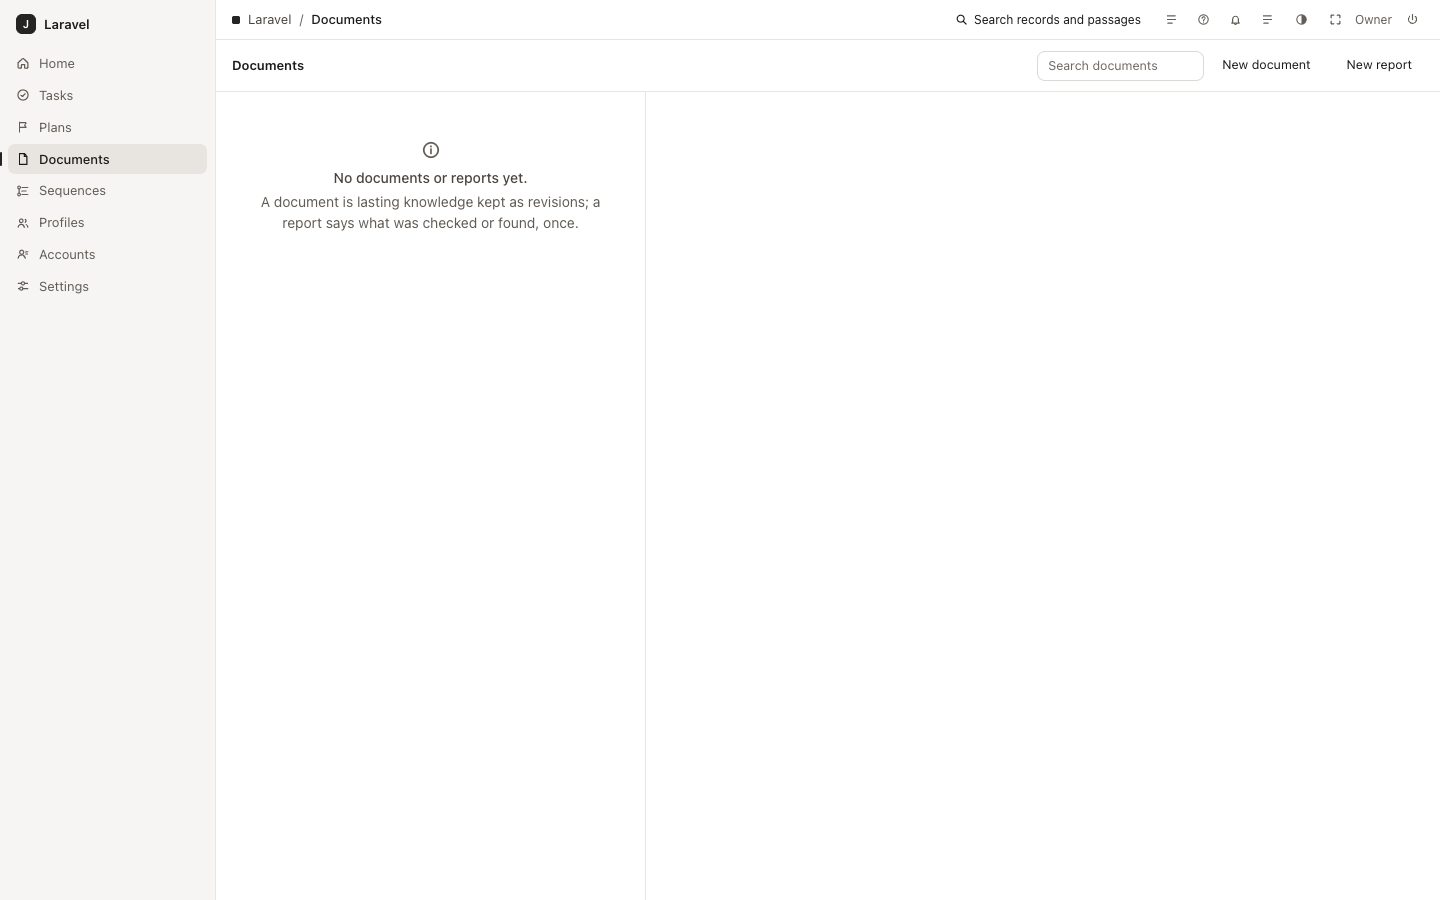 J Laravel
Home
Tasks
Plans
Documents
Sequences
Profiles
Accounts
Settings
Laravel / Documents
Search records and passages
Owner
Documents
Search documents
New document
New report
No documents or reports yet.
A document is lasting knowledge kept as revisions; a
report says what was checked or found, once.